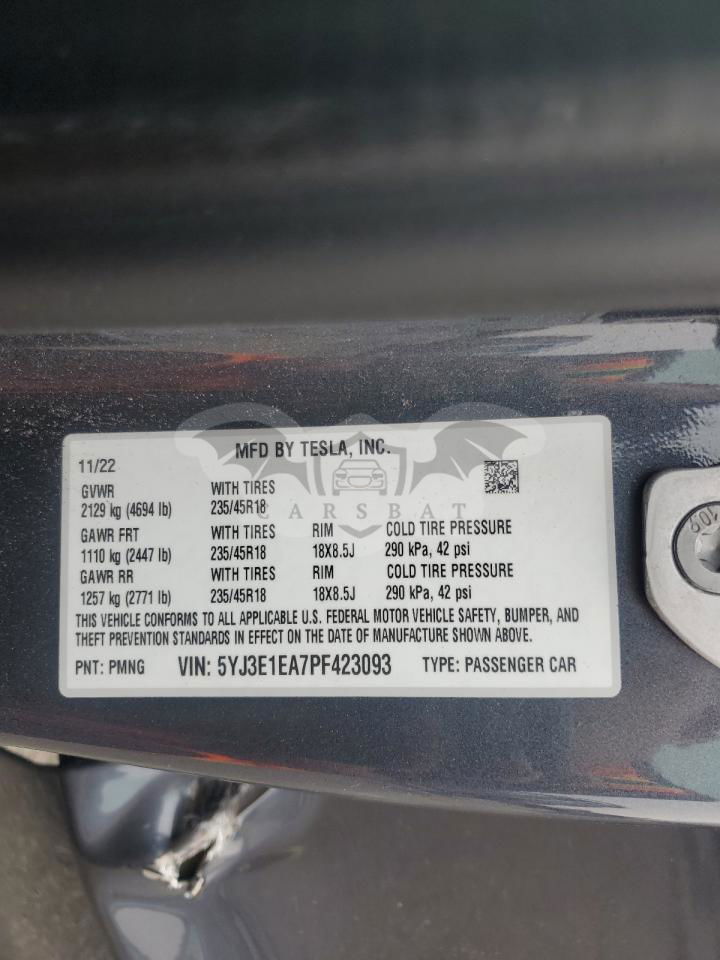 MFD BY TESLA, INC.
11/22
GVWR WITH TIRES
2129 kg (4694 lb) 235/45R18
GAWR FRT WITH TIRES RIM COLD TIRE PRESSURE
1110 kg (2447 lb) 235/45R18 18X8.5J 290 kPa, 42 psi
GAWR RR WITH TIRES RIM COLD TIRE PRESSURE
1257 kg (2771 lb) 235/45R18 18X8.5J 290 kPa, 42 psi
THIS VEHICLE CONFORMS TO ALL APPLICABLE U.S. FEDERAL MOTOR VEHICLE SAFETY, BUMPER, AND
THEFT PREVENTION STANDARDS IN EFFECT ON THE DATE OF MANUFACTURE SHOWN ABOVE.
PNT: PMNG VIN: 5YJ3E1EA7PF423093 TYPE: PASSENGER CAR
CARSBAT
10.9